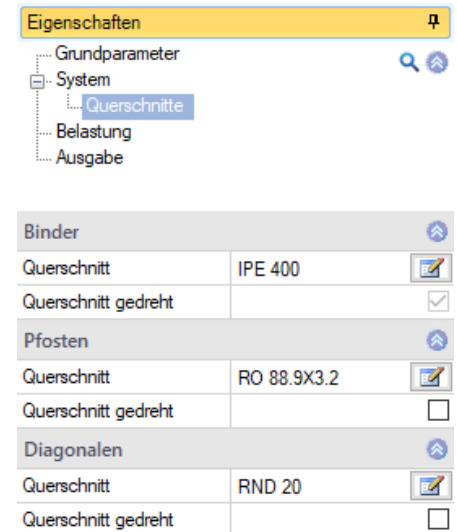 Eigenschaften
Grundparameter
System
Querschnitte
Belastung
Ausgabe
Binder
Querschnitt IPE 400
Querschnitt gedreht
Pfosten
Querschnitt RO 88.9X3.2
Querschnitt gedreht
Diagonalen
Querschnitt RND 20
Querschnitt gedreht